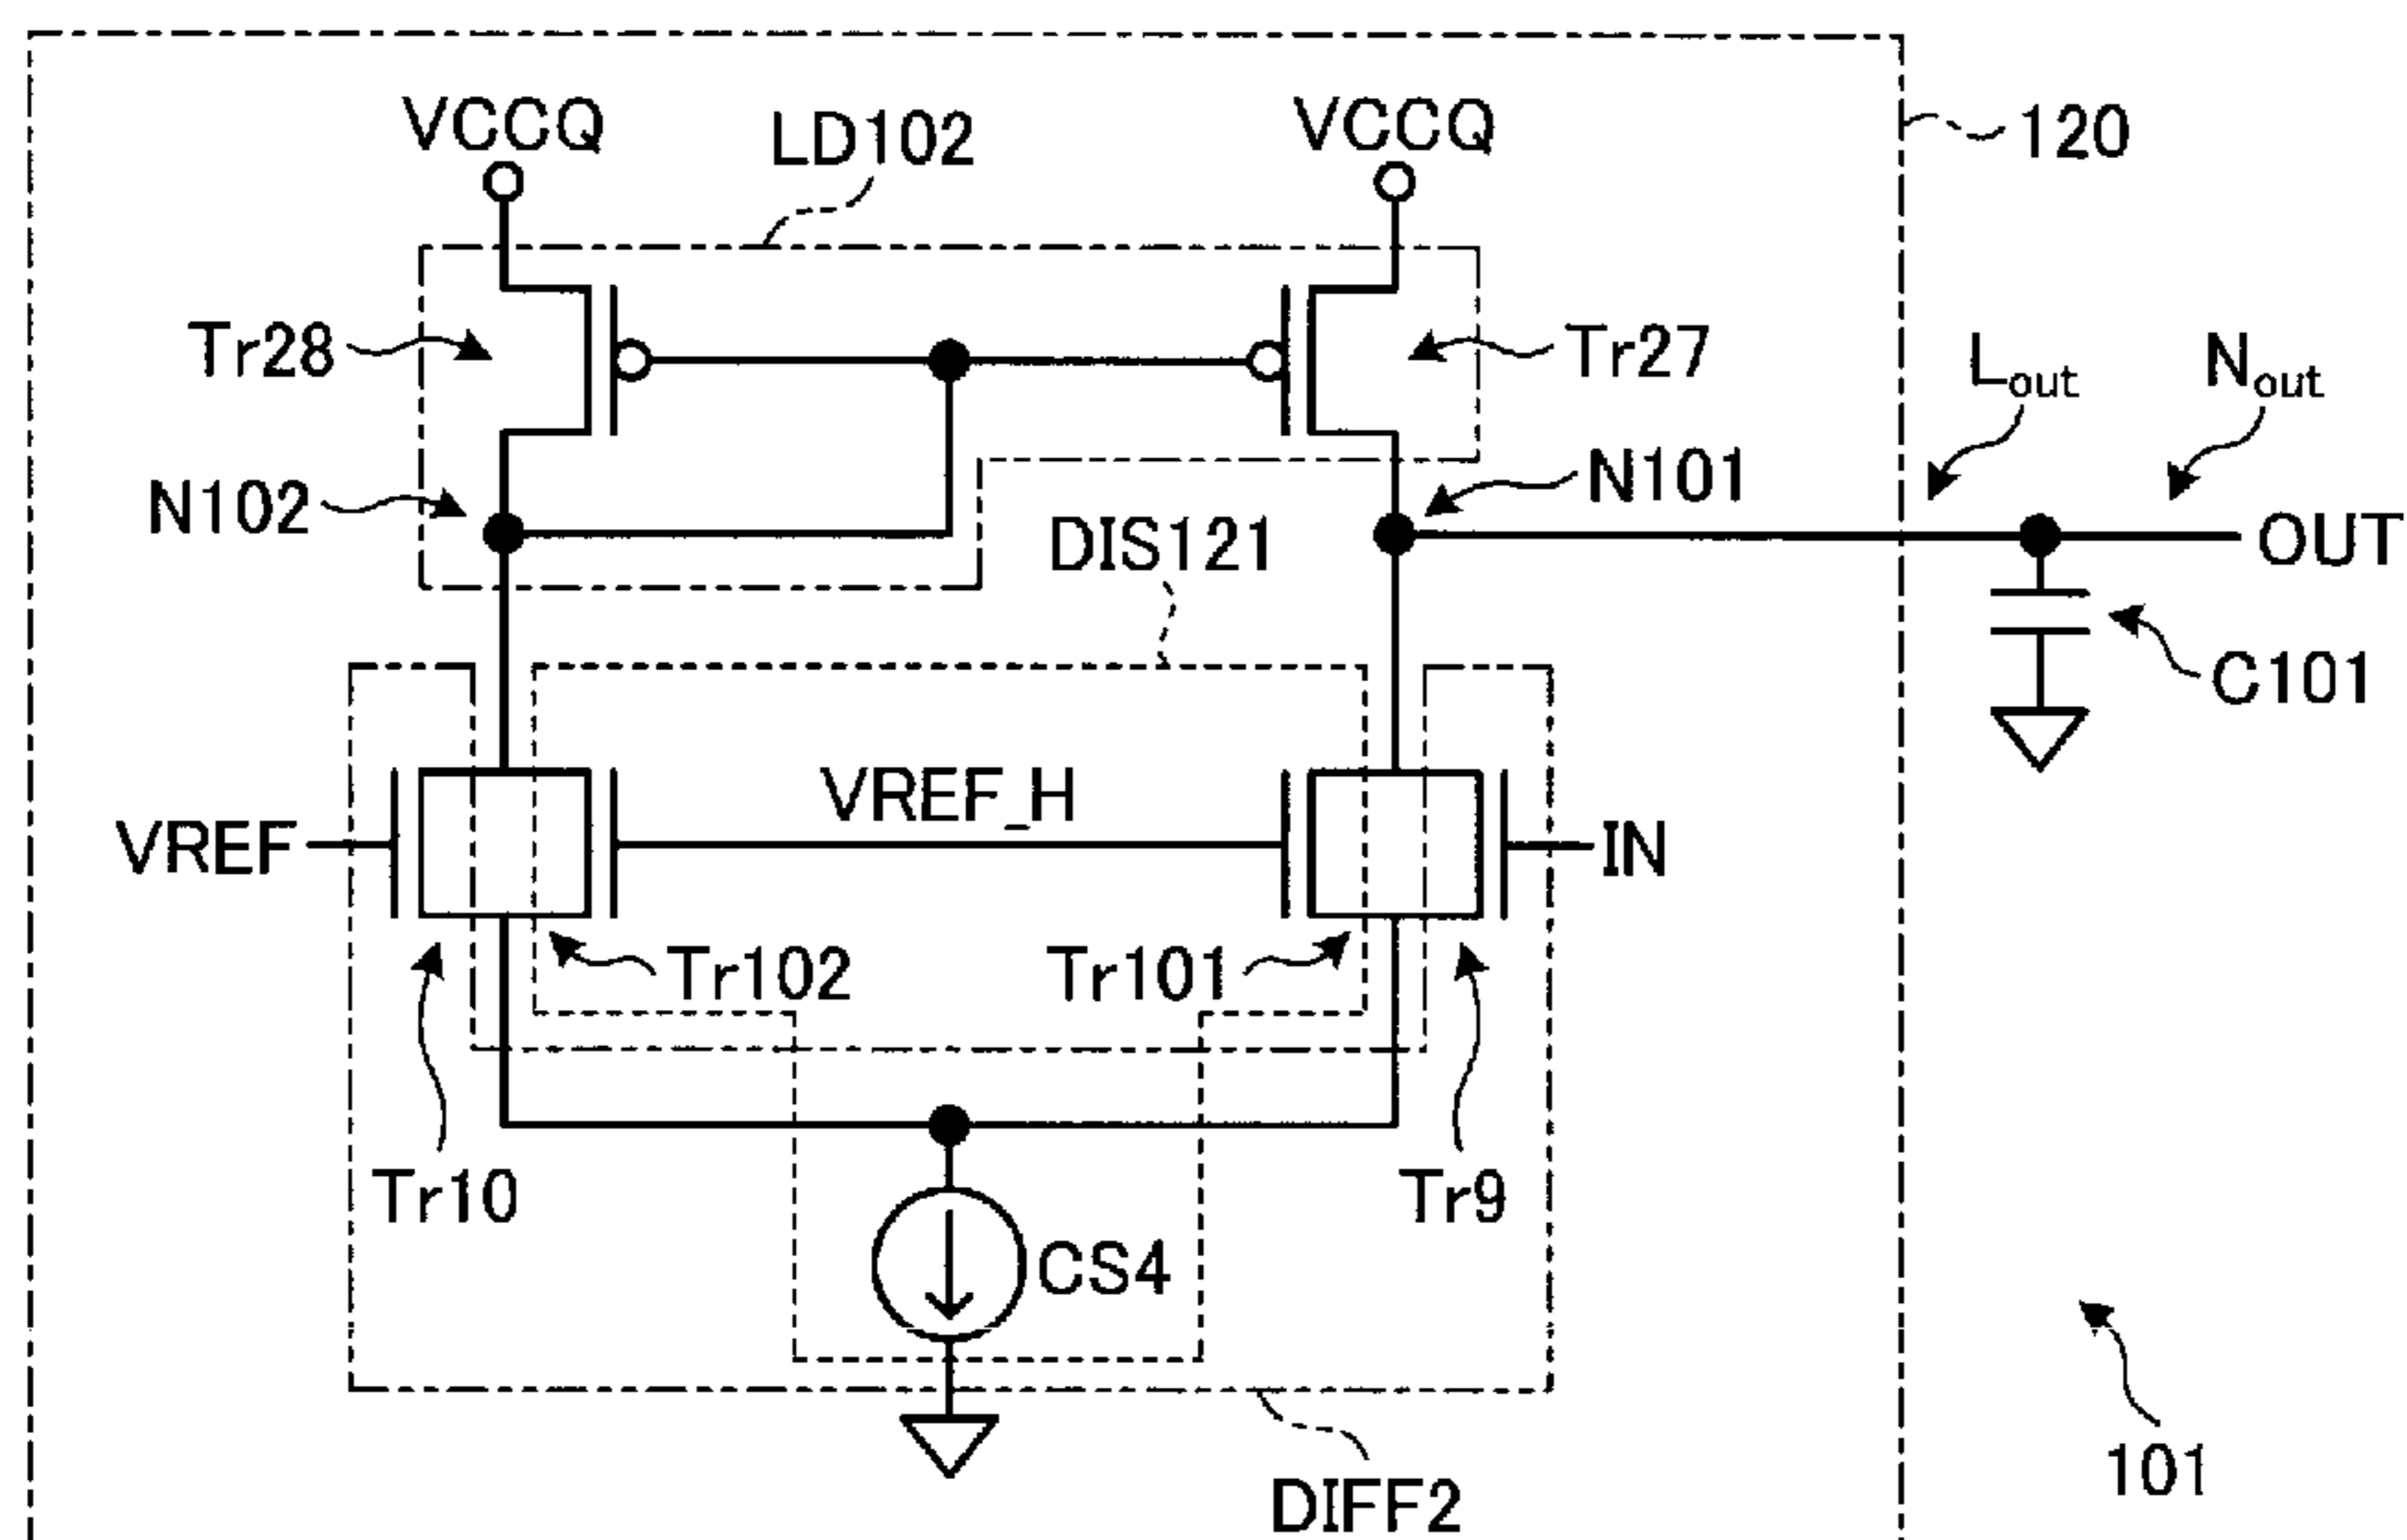 VCCQ
LD102
VCCQ
120
Tr28
Tr27
Lout
Nout
N102
N101
DIS121
OUT
C101
VREF
VREF_H
IN
Tr102
Tr101
Tr10
CS4
Tr9
DIFF2
101